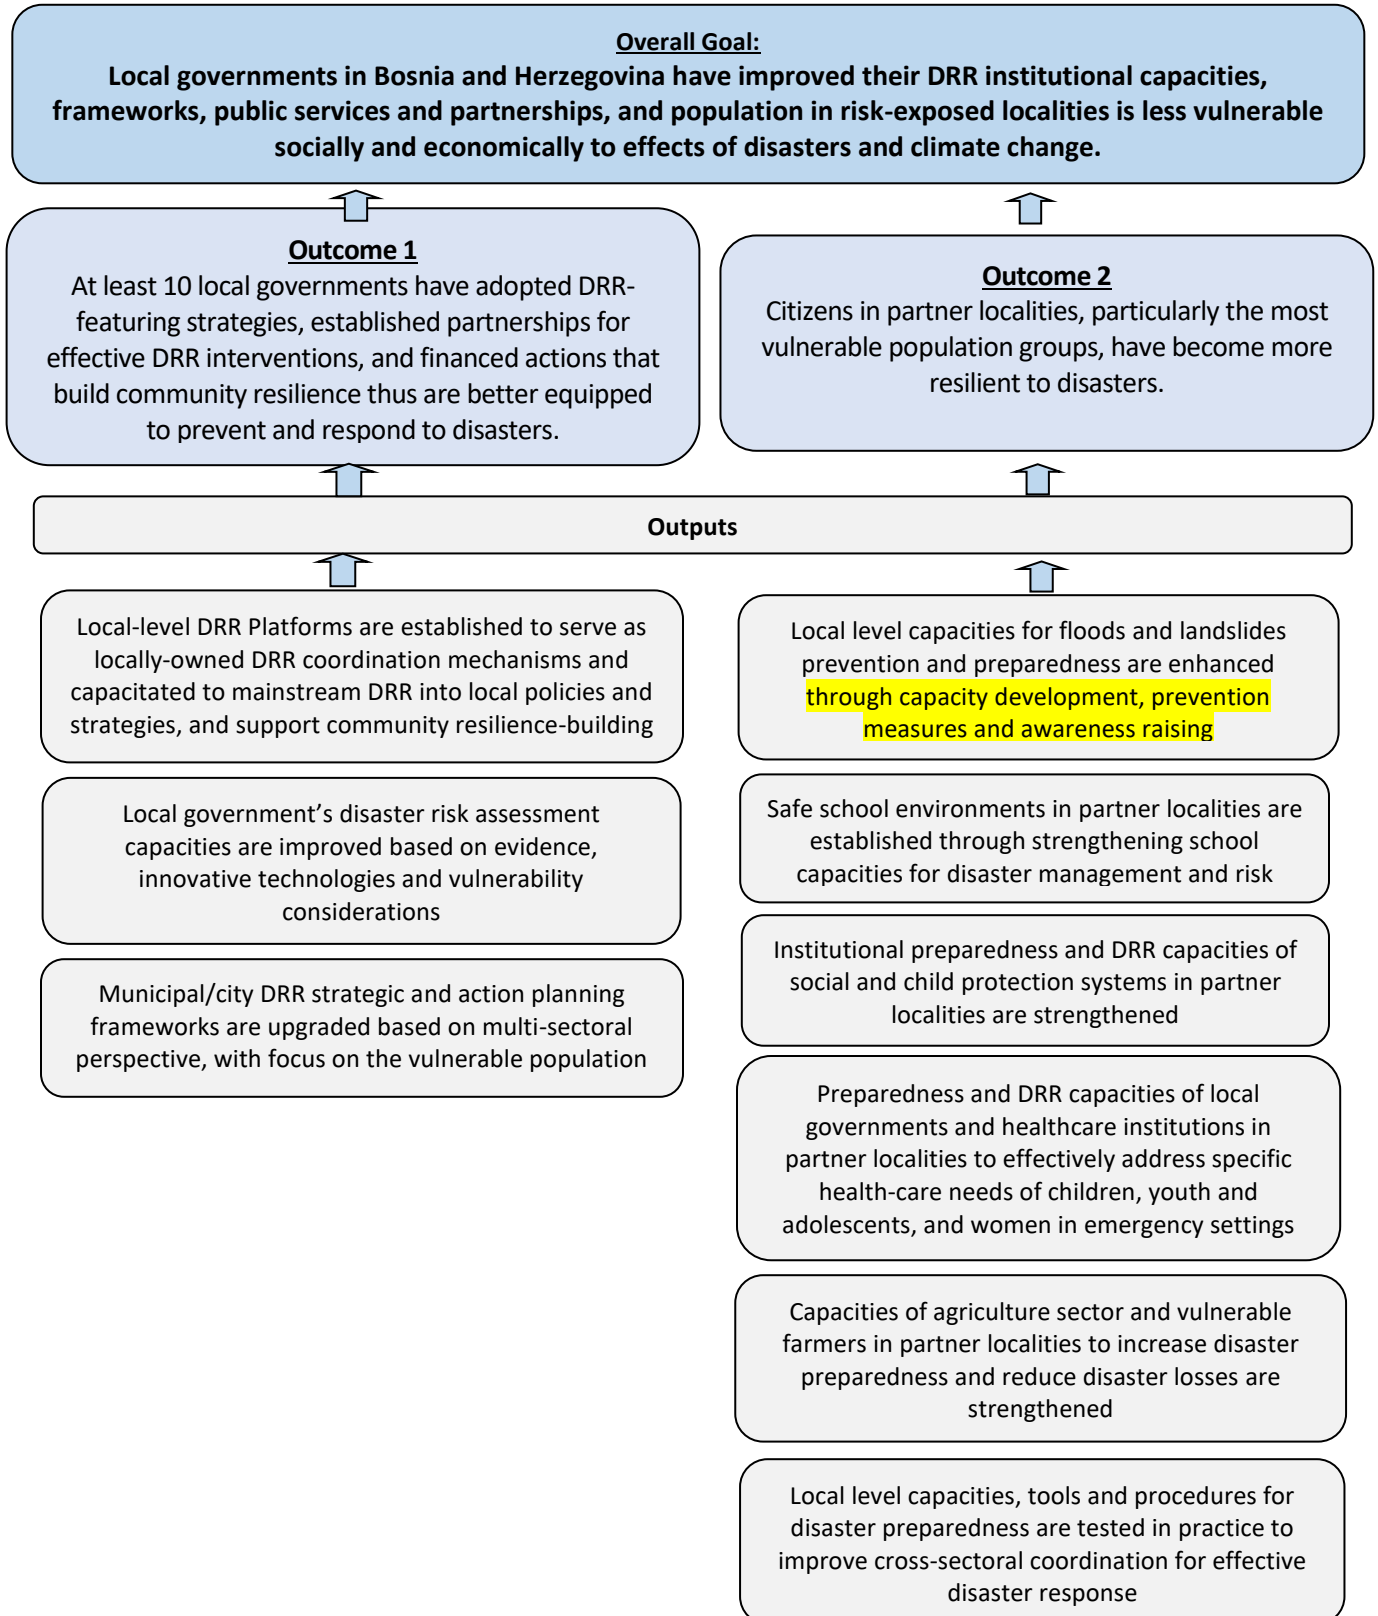 Overall Goal:
Local governments in Bosnia and Herzegovina have improved their DRR institutional capacities,
frameworks, public services and partnerships, and population in risk-exposed localities is less vulnerable
socially and economically to effects of disasters and climate change.
Outcome 1
At least 10 local governments have adopted DRR-
featuring strategies, established partnerships for
effective DRR interventions, and financed actions that
build community resilience thus are better equipped
to prevent and respond to disasters.
Outcome 2
Citizens in partner localities, particularly the most
vulnerable population groups, have become more
resilient to disasters.
Outputs
Local-level DRR Platforms are established to serve as
locally-owned DRR coordination mechanisms and
capacitated to mainstream DRR into local policies and
strategies, and support community resilience-building
Local government’s disaster risk assessment
capacities are improved based on evidence,
innovative technologies and vulnerability
considerations
Municipal/city DRR strategic and action planning
frameworks are upgraded based on multi-sectoral
perspective, with focus on the vulnerable population
Local level capacities for floods and landslides
prevention and preparedness are enhanced
through capacity development, prevention
measures and awareness raising
Safe school environments in partner localities are
established through strengthening school
capacities for disaster management and risk
Institutional preparedness and DRR capacities of
social and child protection systems in partner
localities are strengthened
Preparedness and DRR capacities of local
governments and healthcare institutions in
partner localities to effectively address specific
health-care needs of children, youth and
adolescents, and women in emergency settings
Capacities of agriculture sector and vulnerable
farmers in partner localities to increase disaster
preparedness and reduce disaster losses are
strengthened
Local level capacities, tools and procedures for
disaster preparedness are tested in practice to
improve cross-sectoral coordination for effective
disaster response